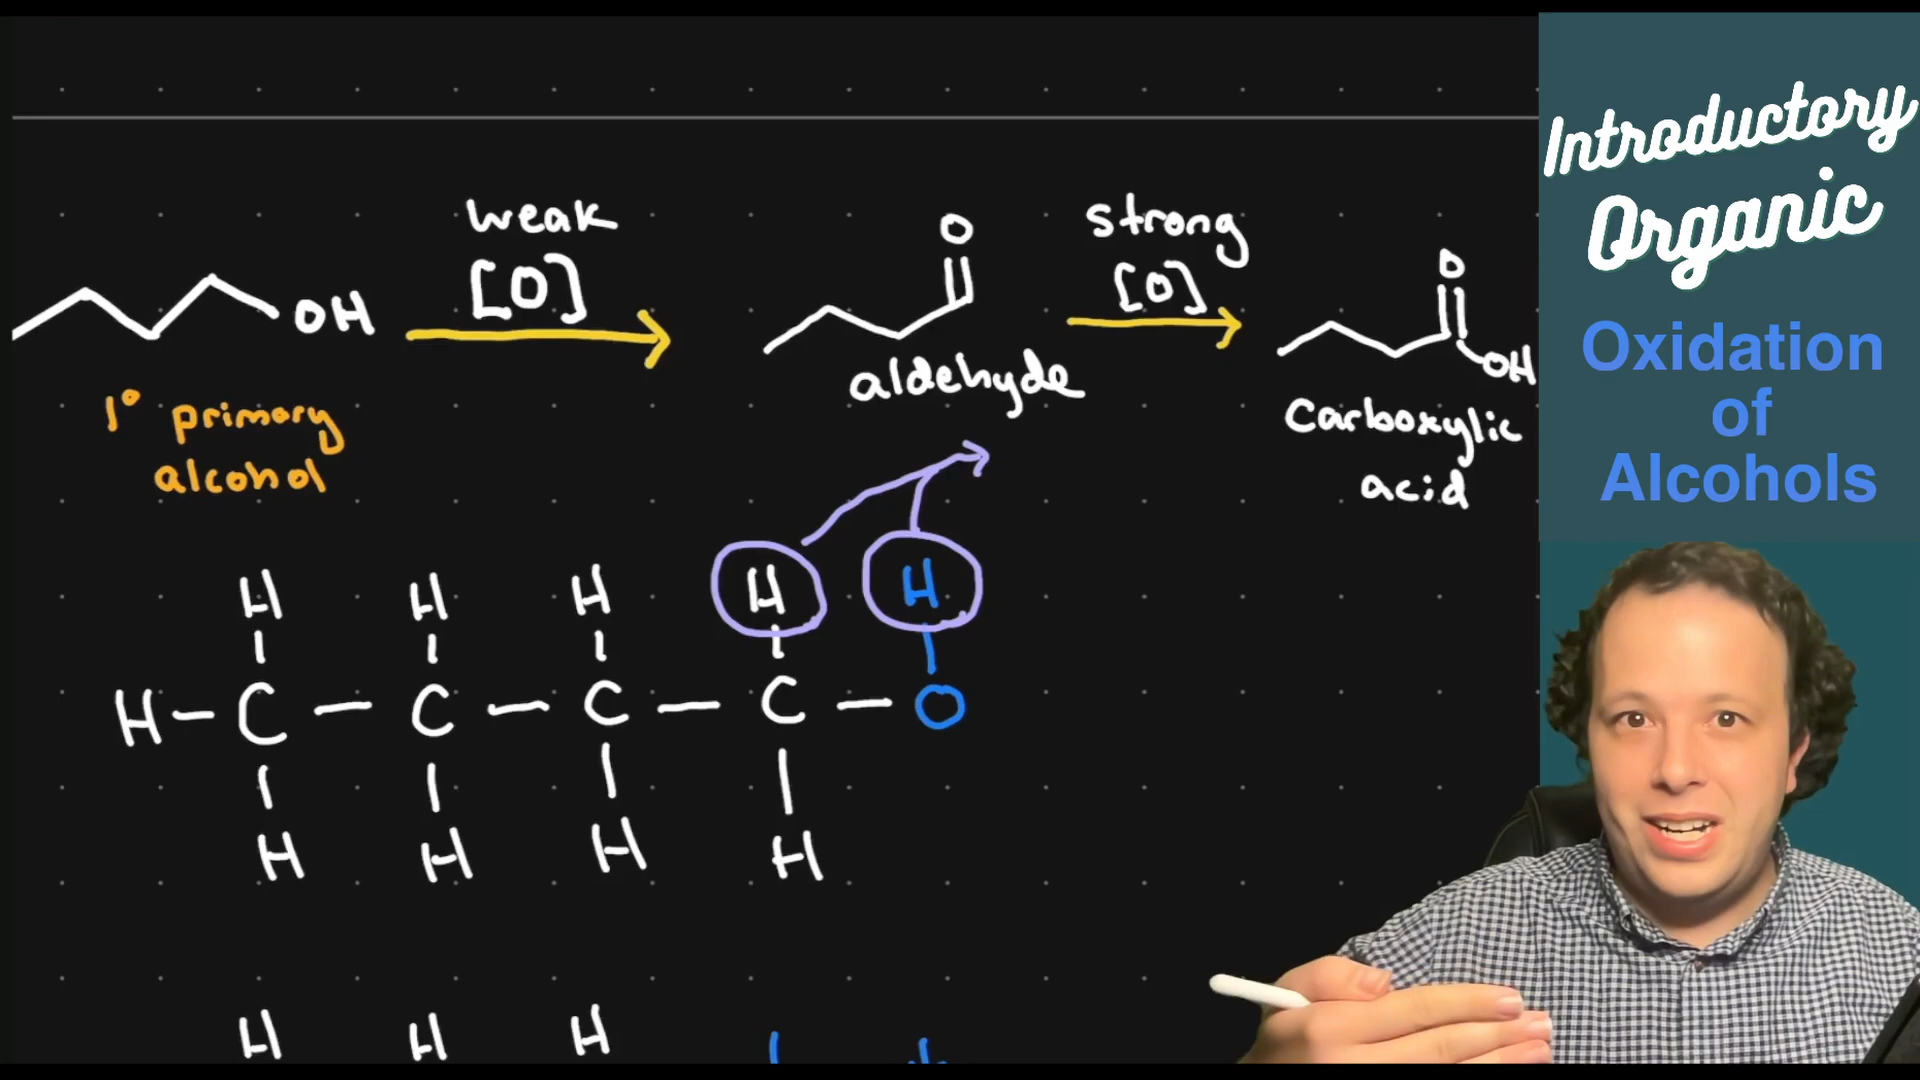 weak
[O]
OH
1° primary
alcohol
O
aldehyde
strong
[O]
O
OH
Carboxylic
acid
H H H H H
H-C-C-C-C-O
H H H H
H H H
Introductory
Organic
Oxidation
of
Alcohols